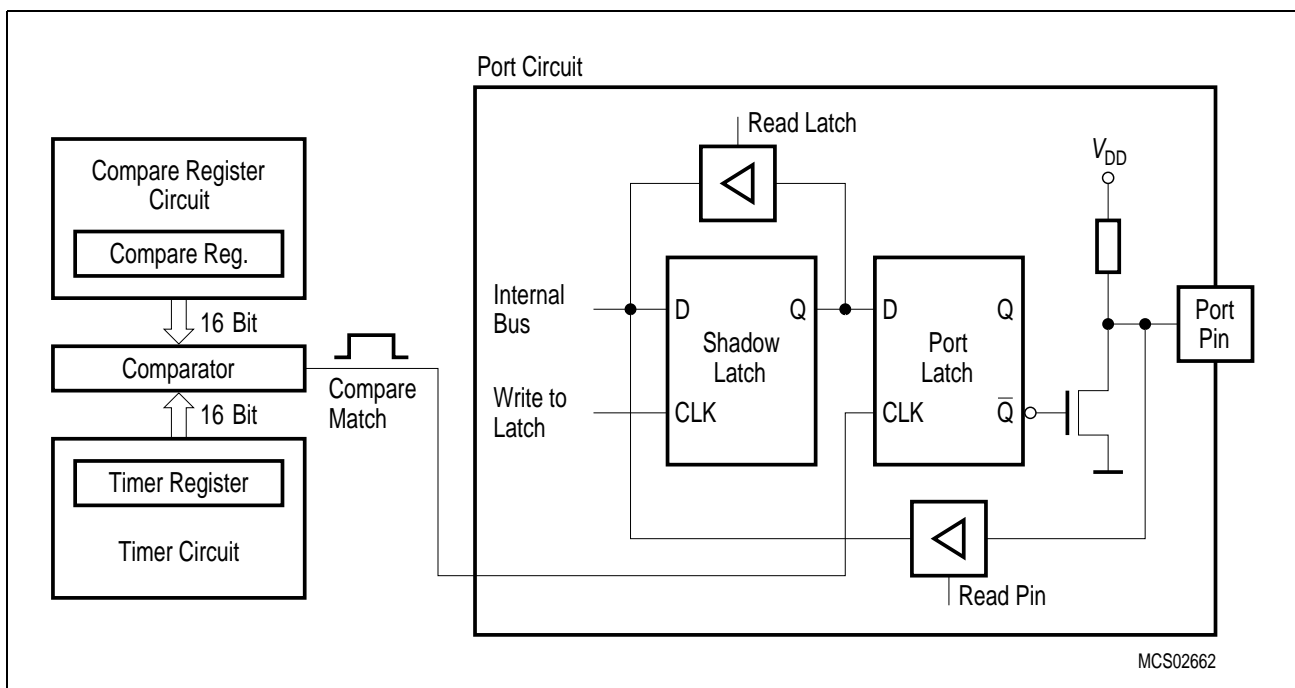 Port Circuit
Read Latch
V_DD
Compare Register
Circuit
Compare Reg.
16 Bit
Comparator
16 Bit
Timer Register
Timer Circuit
Compare
Match
Internal
Bus
Write to
Latch
D
Q
Shadow
Latch
CLK
D
Q
Port
Latch
CLK
Q̅
Port
Pin
Read Pin
MCS02662